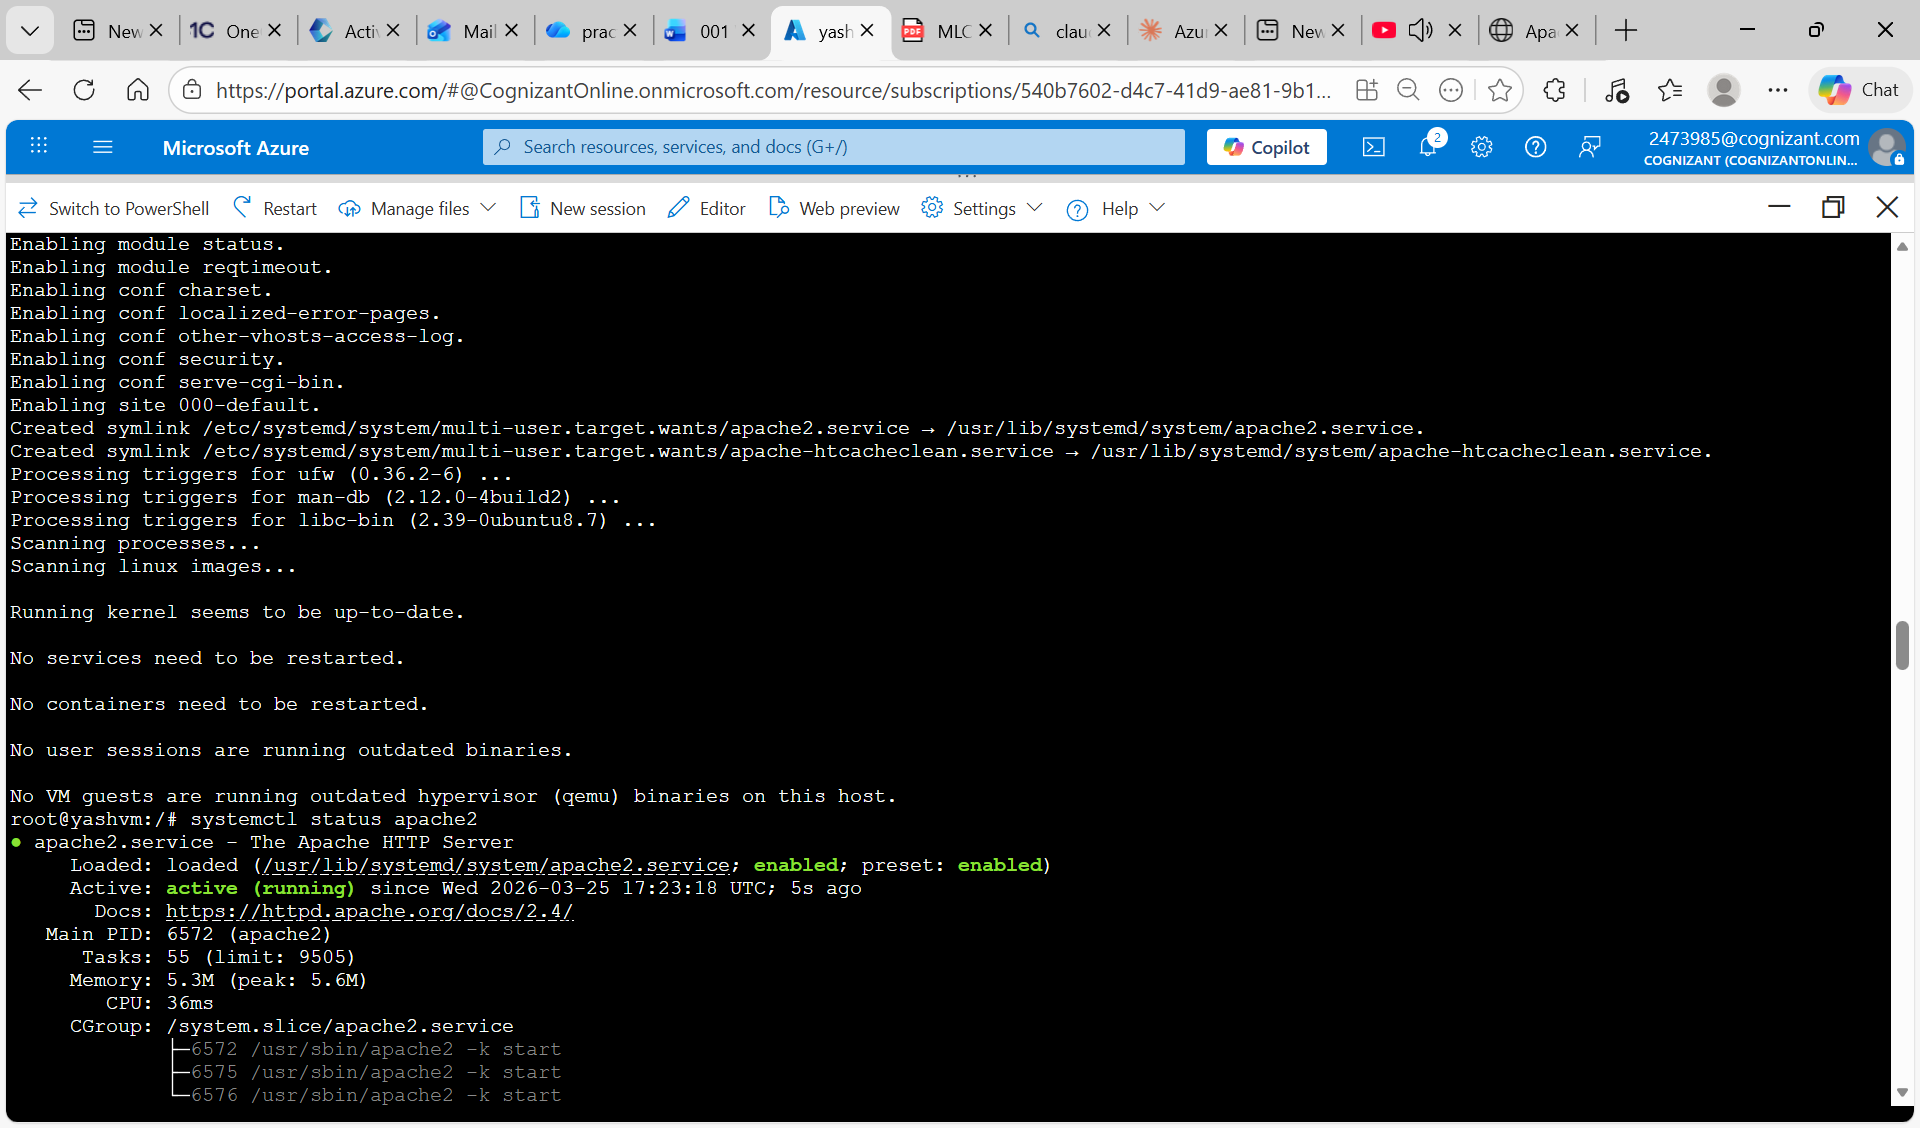 New
One
Activ
Mail
prac
001
yash
MLC
clau
Azu
New
Apa
https://portal.azure.com/#@CognizantOnline.onmicrosoft.com/resource/subscriptions/540b7602-d4c7-41d9-ae81-9b1...
Chat
Microsoft Azure
Search resources, services, and docs (G+/)
Copilot
2
2473985@cognizant.com
COGNIZANT (COGNIZANTONLIN...
Switch to PowerShell
Restart
Manage files
New session
Editor
Web preview
Settings
Help
Enabling module status.
Enabling module reqtimeout.
Enabling conf charset.
Enabling conf localized-error-pages.
Enabling conf other-vhosts-access-log.
Enabling conf security.
Enabling conf serve-cgi-bin.
Enabling site 000-default.
Created symlink /etc/systemd/system/multi-user.target.wants/apache2.service → /usr/lib/systemd/system/apache2.service.
Created symlink /etc/systemd/system/multi-user.target.wants/apache-htcacheclean.service → /usr/lib/systemd/system/apache-htcacheclean.service.
Processing triggers for ufw (0.36.2-6) ...
Processing triggers for man-db (2.12.0-4build2) ...
Processing triggers for libc-bin (2.39-0ubuntu8.7) ...
Scanning processes...
Scanning linux images...
Running kernel seems to be up-to-date.
No services need to be restarted.
No containers need to be restarted.
No user sessions are running outdated binaries.
No VM guests are running outdated hypervisor (qemu) binaries on this host.
root@yashvm:/# systemctl status apache2
● apache2.service - The Apache HTTP Server
Loaded: loaded (/usr/lib/systemd/system/apache2.service; enabled; preset: enabled)
Active: active (running) since Wed 2026-03-25 17:23:18 UTC; 5s ago
Docs: https://httpd.apache.org/docs/2.4/
Main PID: 6572 (apache2)
Tasks: 55 (limit: 9505)
Memory: 5.3M (peak: 5.6M)
CPU: 36ms
CGroup: /system.slice/apache2.service
├─6572 /usr/sbin/apache2 -k start
├─6575 /usr/sbin/apache2 -k start
└─6576 /usr/sbin/apache2 -k start